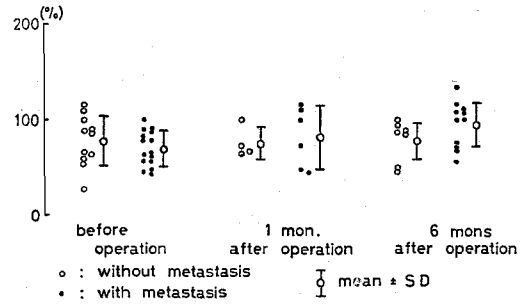 (%)
200
100
0
before operation
1 mon. after operation
6 mons after operation
o : without metastasis
• : with metastasis
mean ± SD